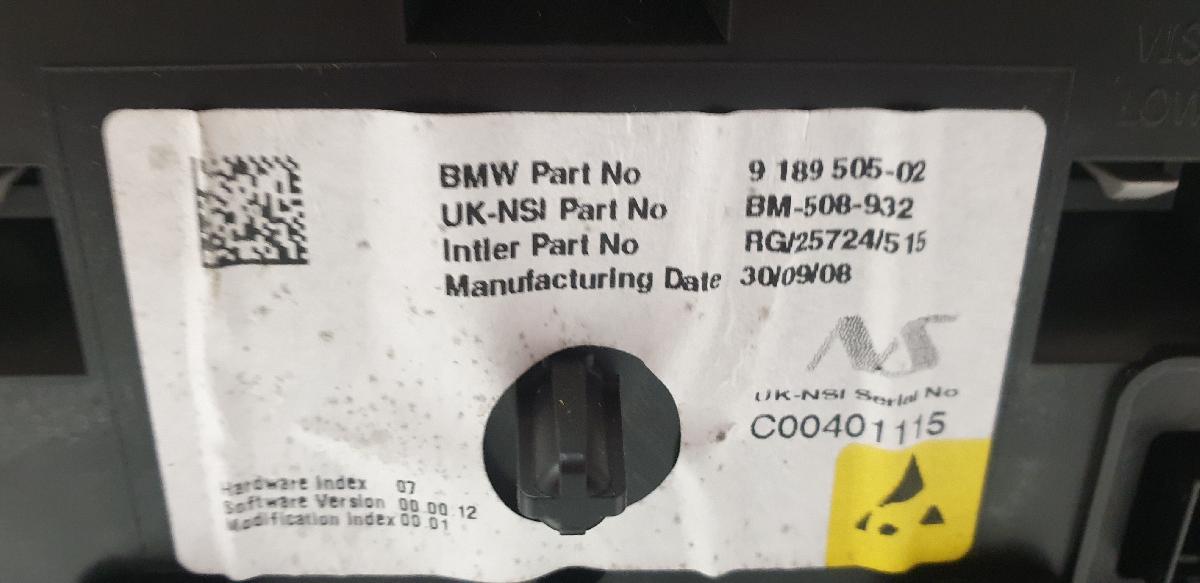 BMW Part No 9 189 505-02
UK-NSI Part No BM-508-932
Intler Part No RG/25724/515
Manufacturing Date 30/09/08
NS
UK-NSI Serial No
C00401115
Hardware Index 07
Software Version 00.00.12
Modification Index 00.01